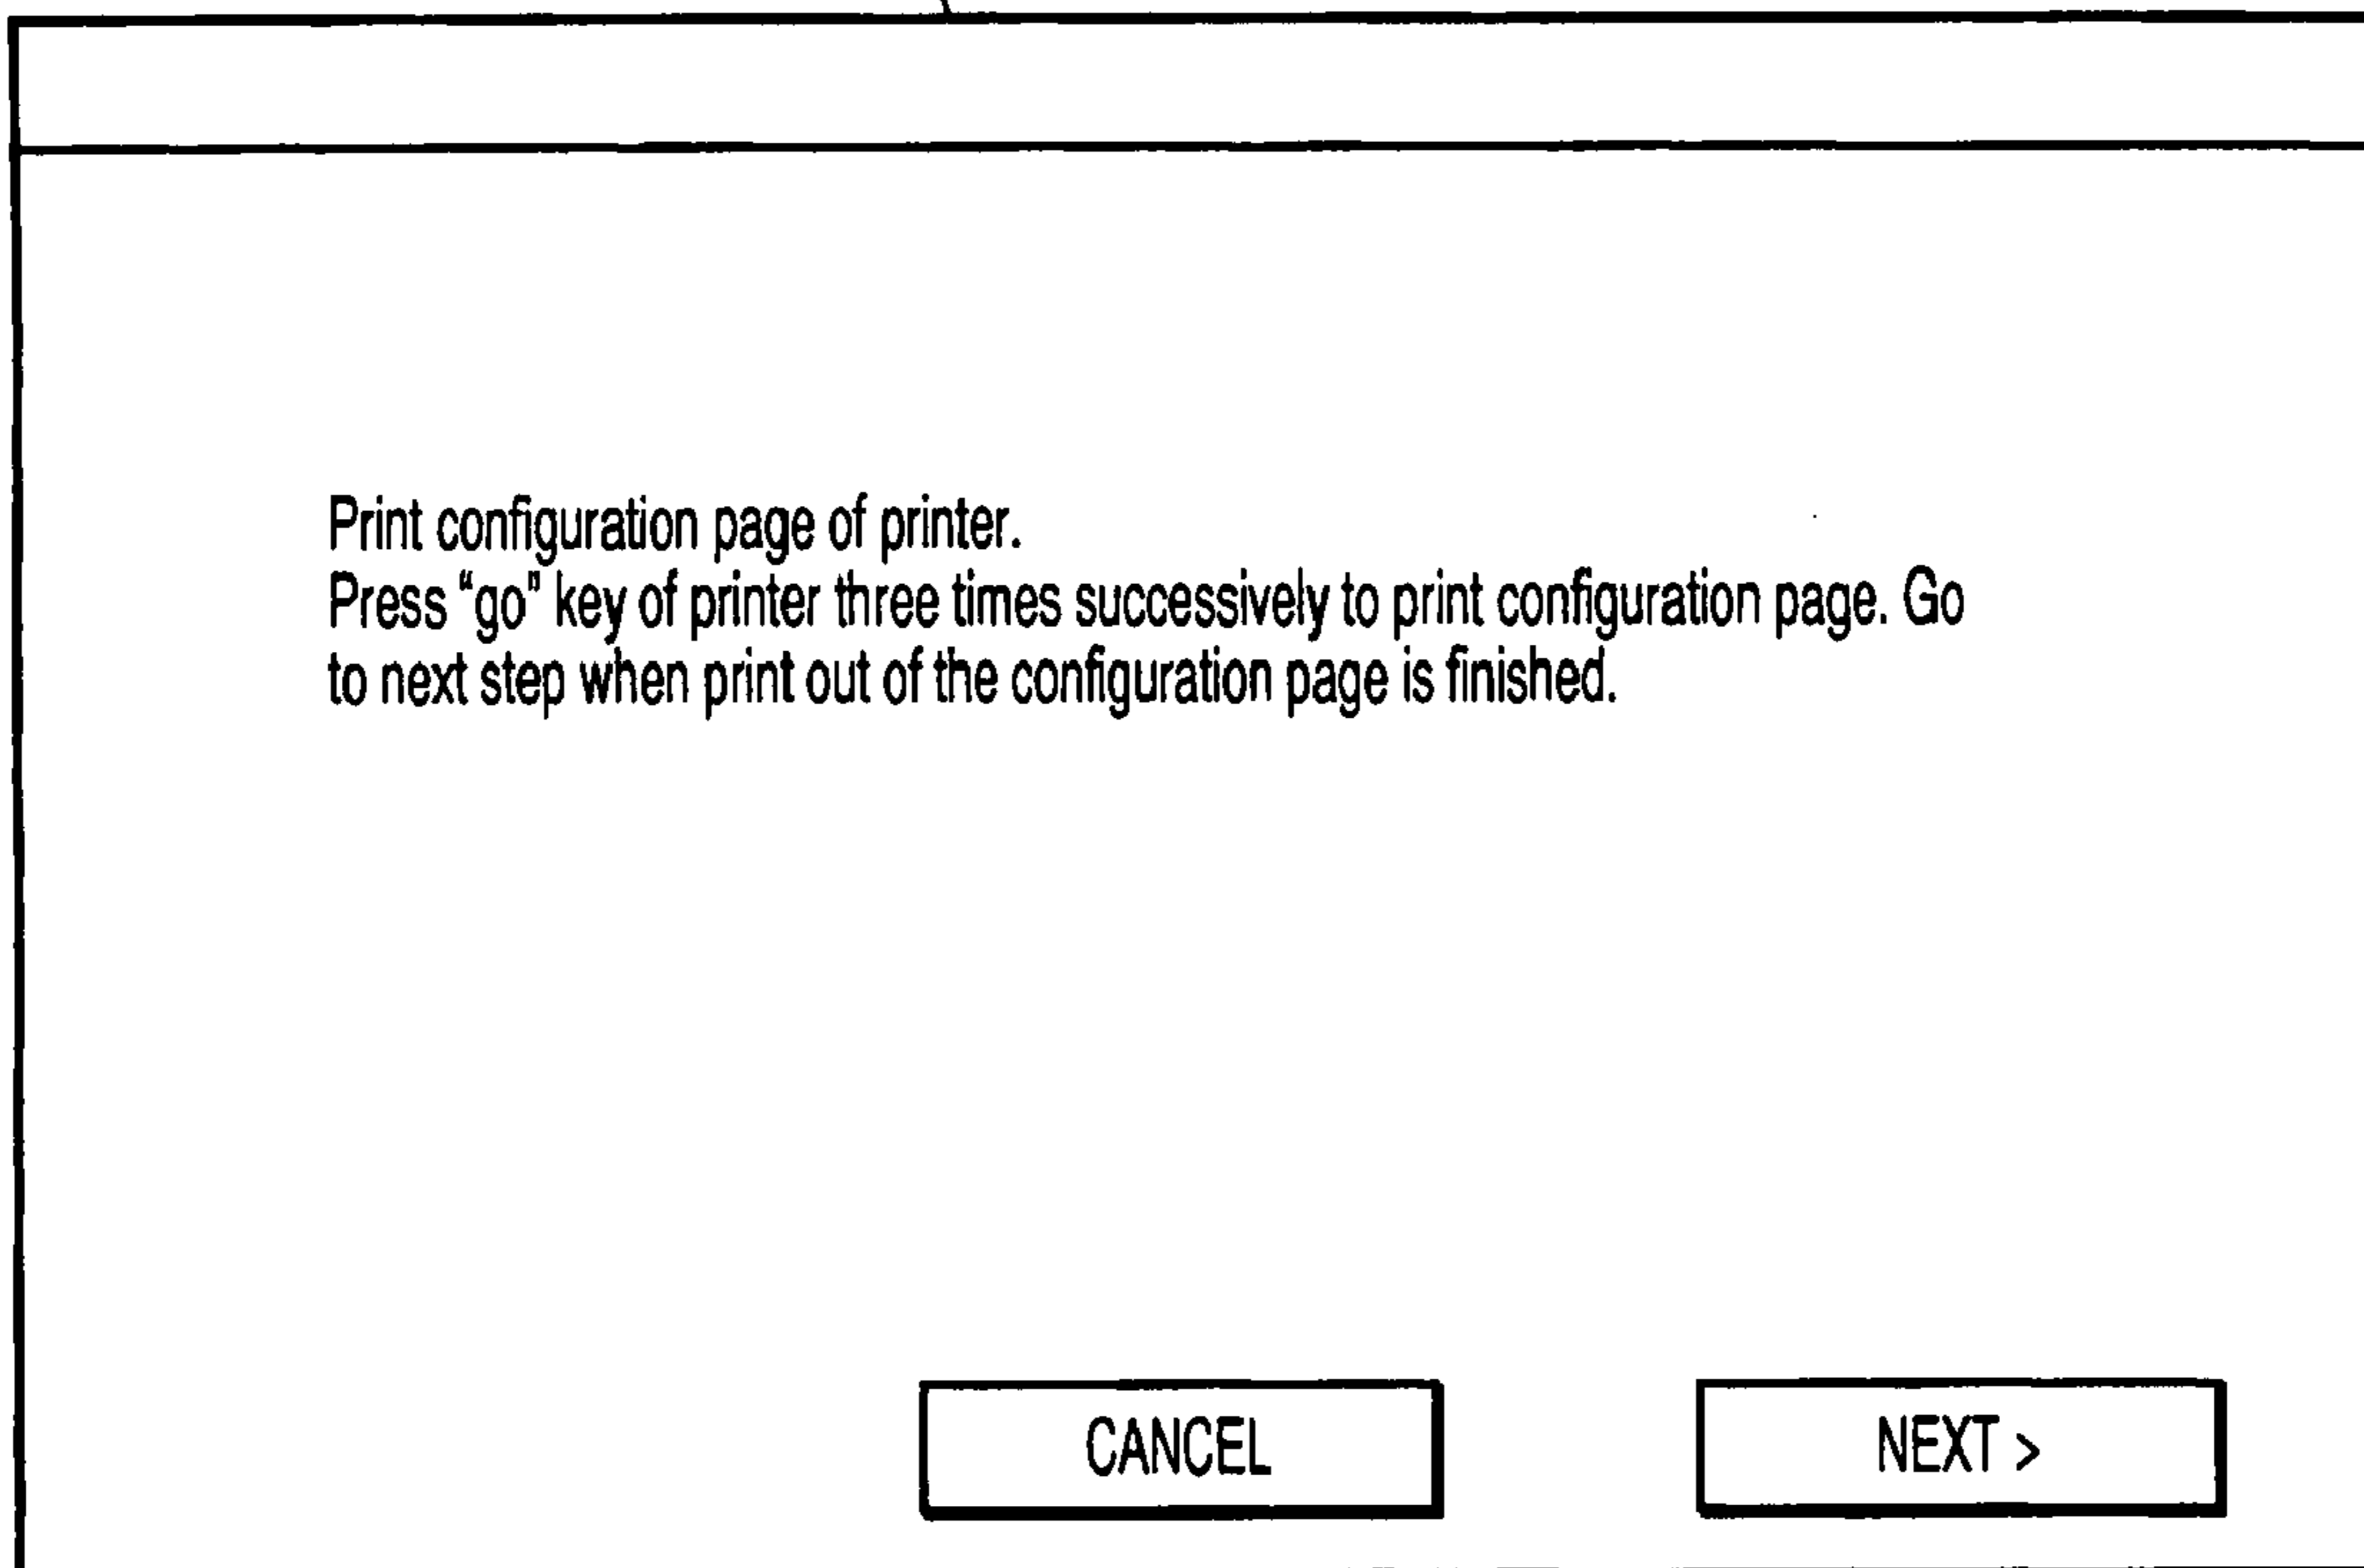 Print configuration page of printer.
Press “go” key of printer three times successively to print configuration page. Go
to next step when print out of the configuration page is finished.
CANCEL
NEXT >